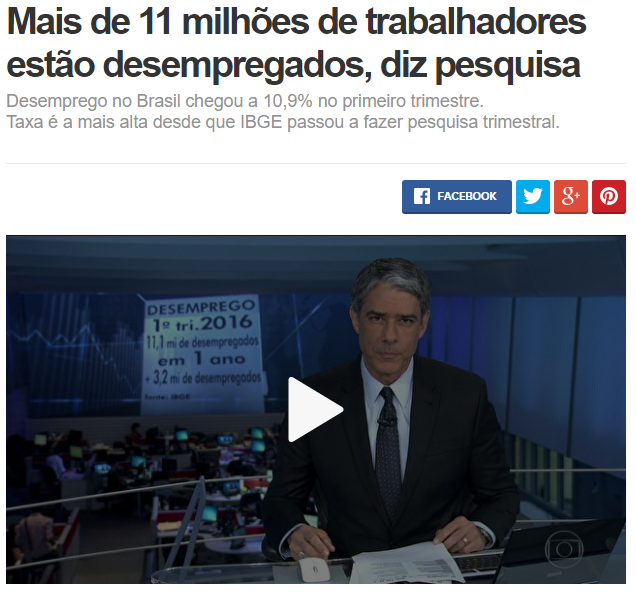 Mais de 11 milhões de trabalhadores
estão desempregados, diz pesquisa
Desemprego no Brasil chegou a 10,9% no primeiro trimestre.
Taxa é a mais alta desde que IBGE passou a fazer pesquisa trimestral.
FACEBOOK
DESEMPREGO
1º tri.2016
11,1 mi de desempregados
em 1 ano
+ 3,2 mi de desempregados
Fonte: IBGE